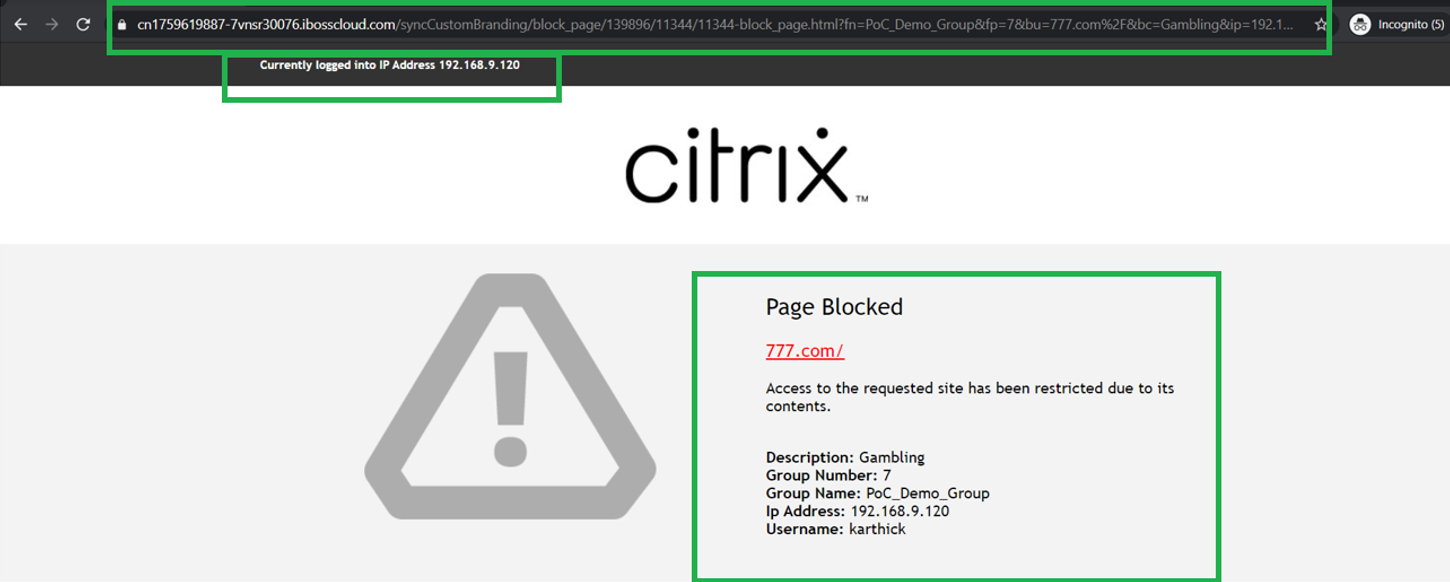 cn1759619887-7vnsr30076.ibosscloud.com/syncCustomBranding/block_page/139896/11344/11344-block_page.html?fn=PoC_Demo_Group&fp=7&bu=777.com%2F&bc=Gambling&ip=192.1... Incognito (5)
Currently logged into IP Address 192.168.9.120
citrix TM
Page Blocked
777.com/
Access to the requested site has been restricted due to its
contents.
Description: Gambling
Group Number: 7
Group Name: PoC_Demo_Group
Ip Address: 192.168.9.120
Username: karthick